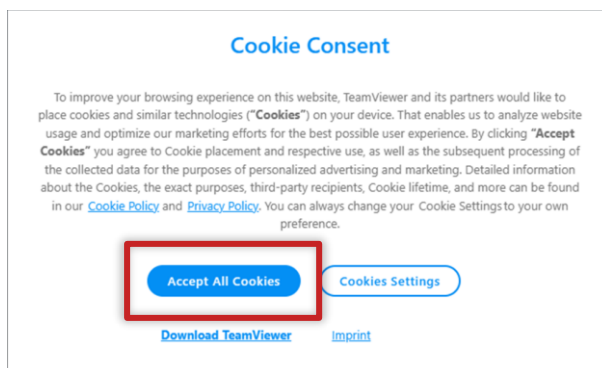 Cookie Consent
To improve your browsing experience on this website, TeamViewer and its partners would like to
place cookies and similar technologies (“Cookies”) on your device. That enables us to analyze website
usage and optimize our marketing efforts for the best possible user experience. By clicking “Accept
Cookies” you agree to Cookie placement and respective use, as well as the subsequent processing of
the collected data for the purposes of personalized advertising and marketing. Detailed information
about the Cookies, the exact purposes, third-party recipients, Cookie lifetime, and more can be found
in our Cookie Policy and Privacy Policy. You can always change your Cookie Settings to your own
preference.
Accept All Cookies Cookies Settings
Download TeamViewer Imprint